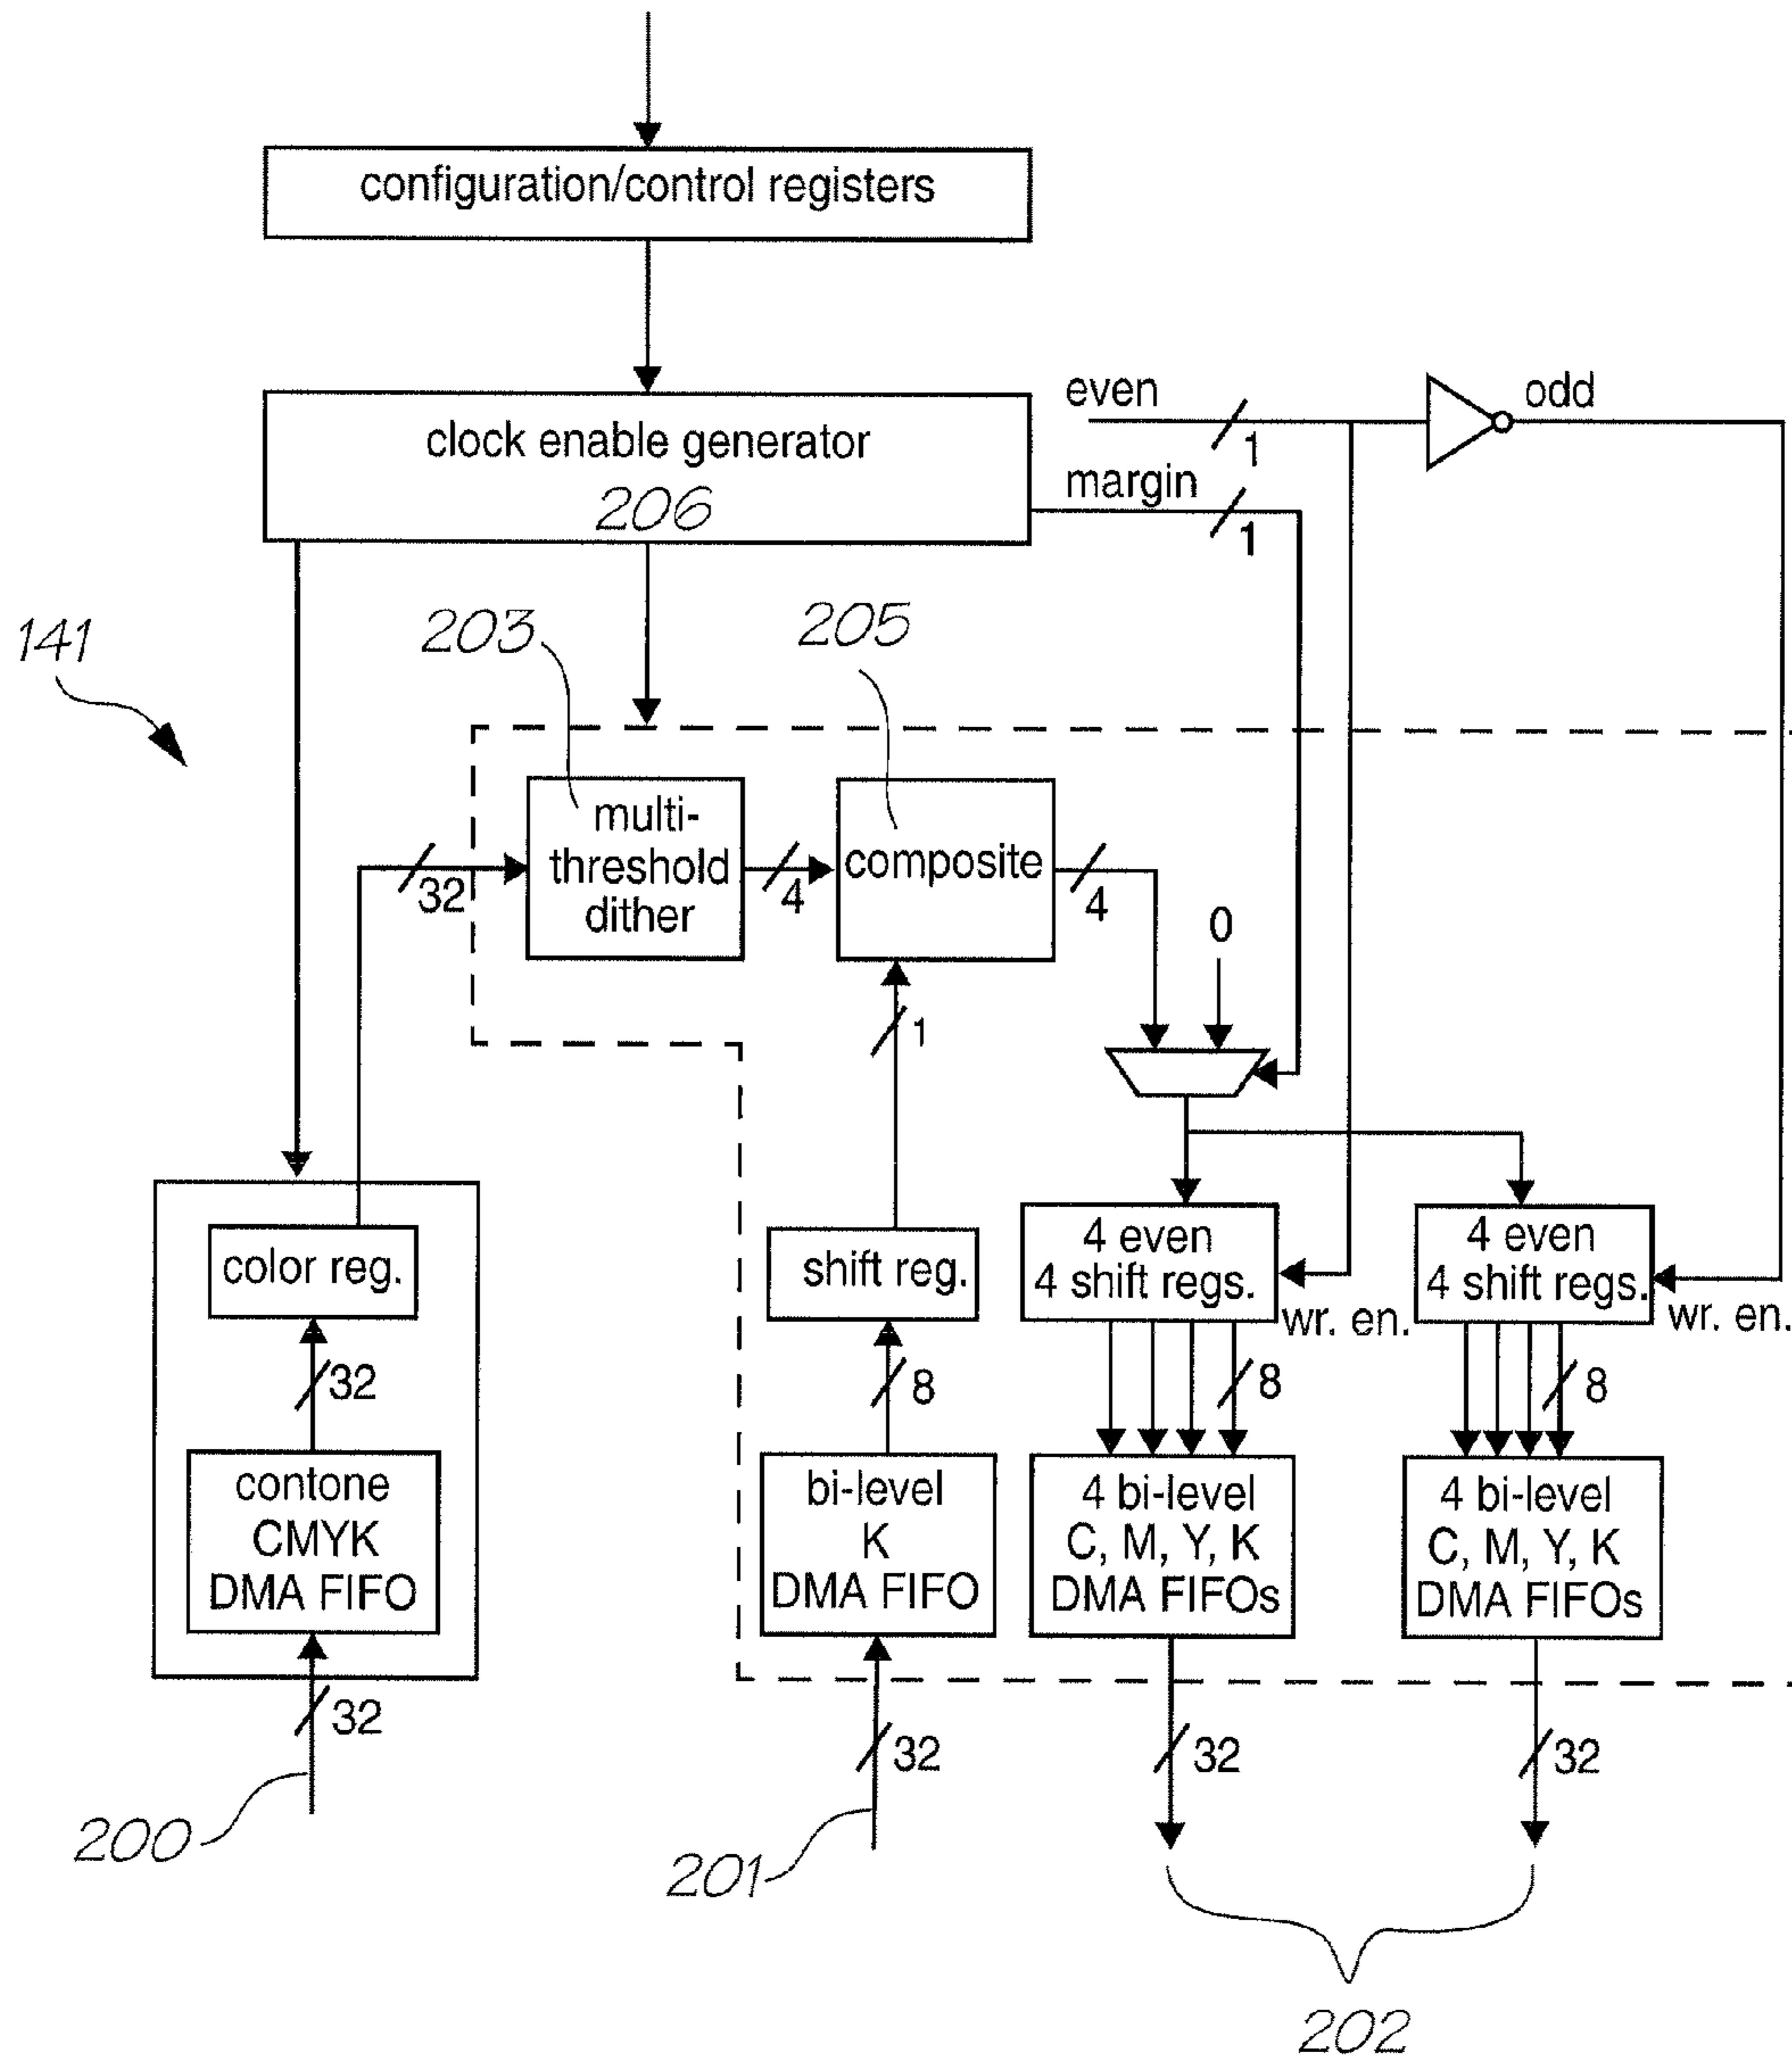 configuration/control registers
clock enable generator
206
even
1
odd
margin
1
141
203
205
multi-
threshold
dither
32
4
composite
4
0
1
color reg.
32
contone
CMYK
DMA FIFO
32
200
shift reg.
8
bi-level
K
DMA FIFO
32
201
4 even
4 shift regs.
wr. en.
8
4 bi-level
C, M, Y, K
DMA FIFOs
32
4 even
4 shift regs.
wr. en.
8
4 bi-level
C, M, Y, K
DMA FIFOs
32
202